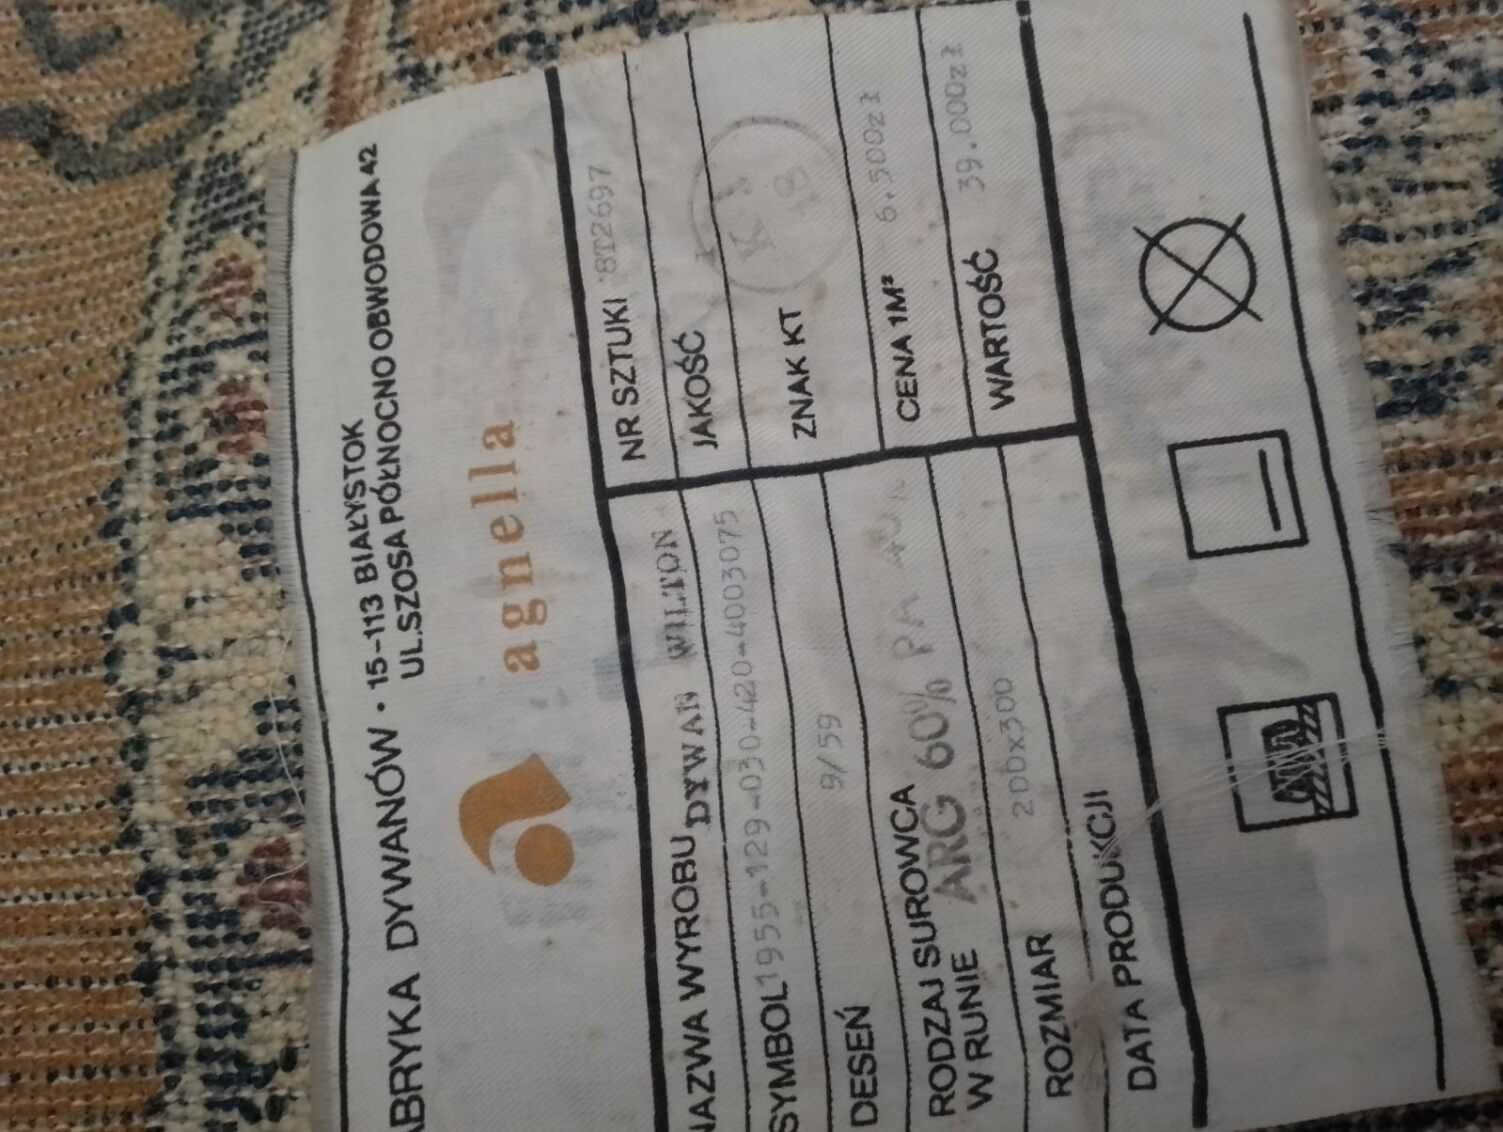 ABRYKA DYWANÓW • 15-113 BIAŁYSTOK
UL.SZOSA PÓŁNOCNO OBWODOWA 42
agnella
NAZWA WYROBU DYWAN WILTON
SYMBOL 1955-129-030-420-4003075
DESEŃ 9/59
RODZAJ SUROWCA
W RUNIE ARG 60% PA
ROZMIAR 200x300
DATA PRODUKCJI
NR SZTUKI 8T2697
JAKOŚĆ
ZNAK KT
CENA 1M² 6.500zł
WARTOŚĆ 39.000zł